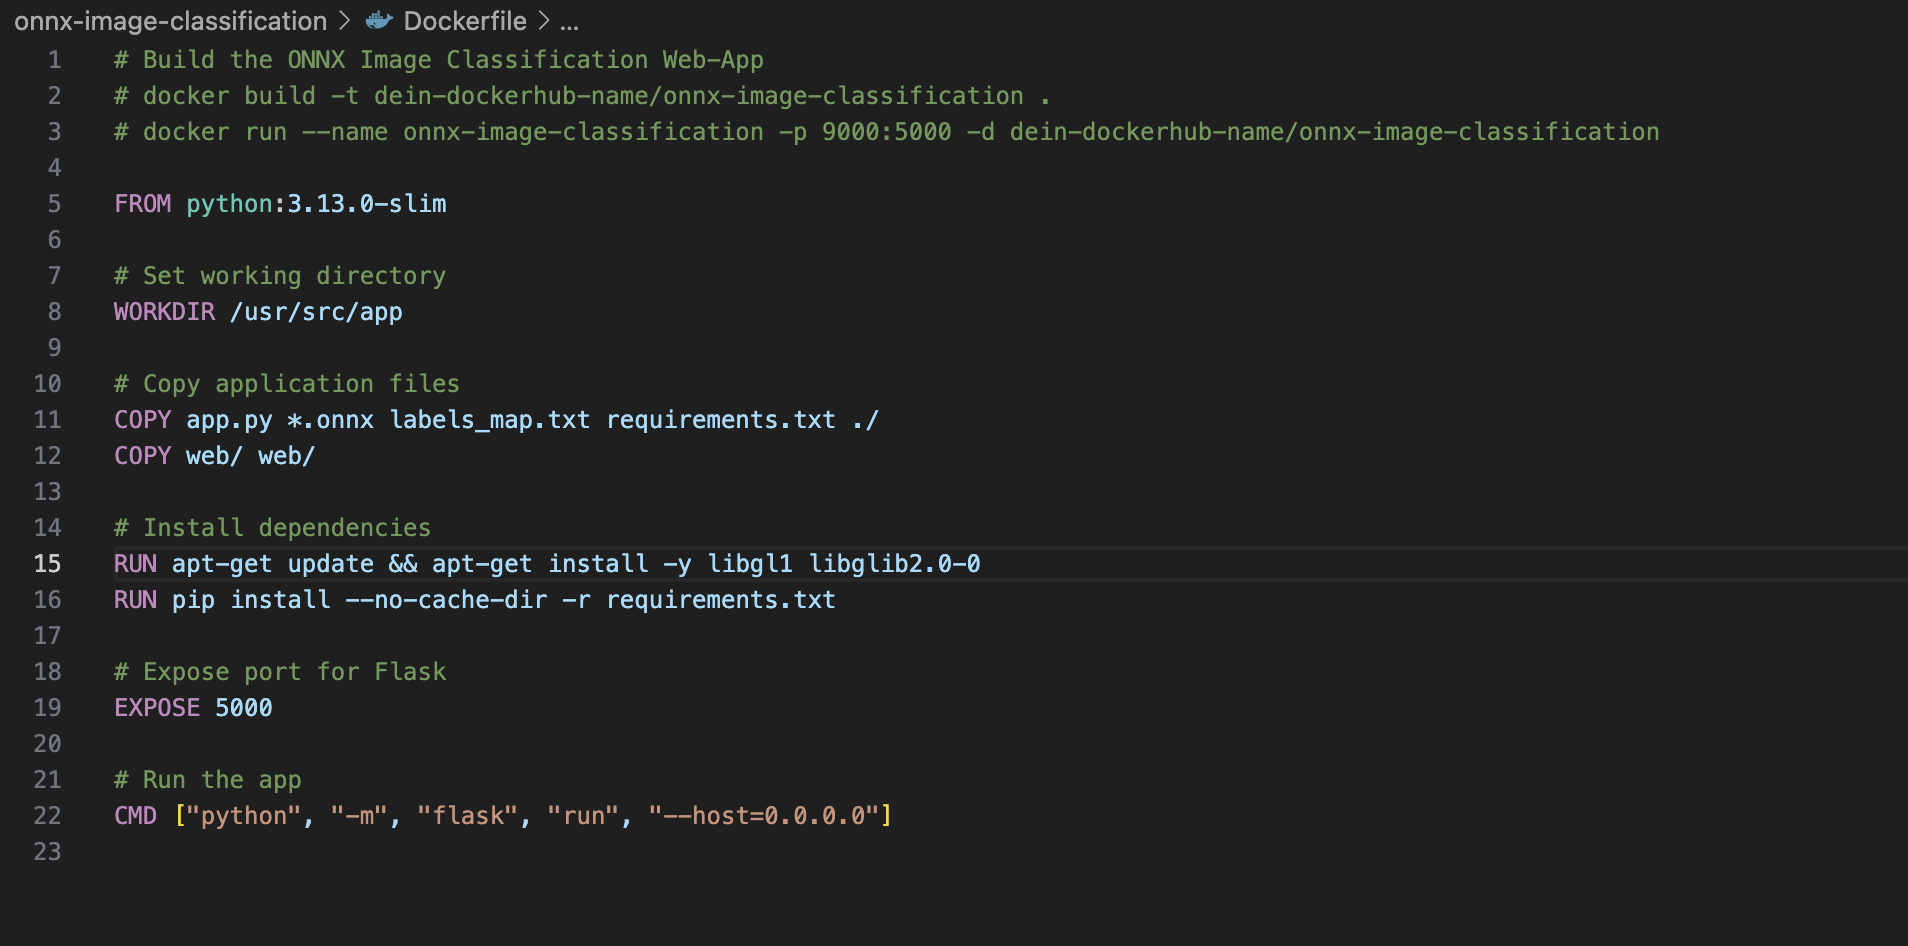 onnx-image-classification > Dockerfile > ...
1 # Build the ONNX Image Classification Web-App
2 # docker build -t dein-dockerhub-name/onnx-image-classification .
3 # docker run --name onnx-image-classification -p 9000:5000 -d dein-dockerhub-name/onnx-image-classification
4
5 FROM python:3.13.0-slim
6
7 # Set working directory
8 WORKDIR /usr/src/app
9
10 # Copy application files
11 COPY app.py *.onnx labels_map.txt requirements.txt ./
12 COPY web/ web/
13
14 # Install dependencies
15 RUN apt-get update && apt-get install -y libgl1 libglib2.0-0
16 RUN pip install --no-cache-dir -r requirements.txt
17
18 # Expose port for Flask
19 EXPOSE 5000
20
21 # Run the app
22 CMD ["python", "-m", "flask", "run", "--host=0.0.0.0"]
23